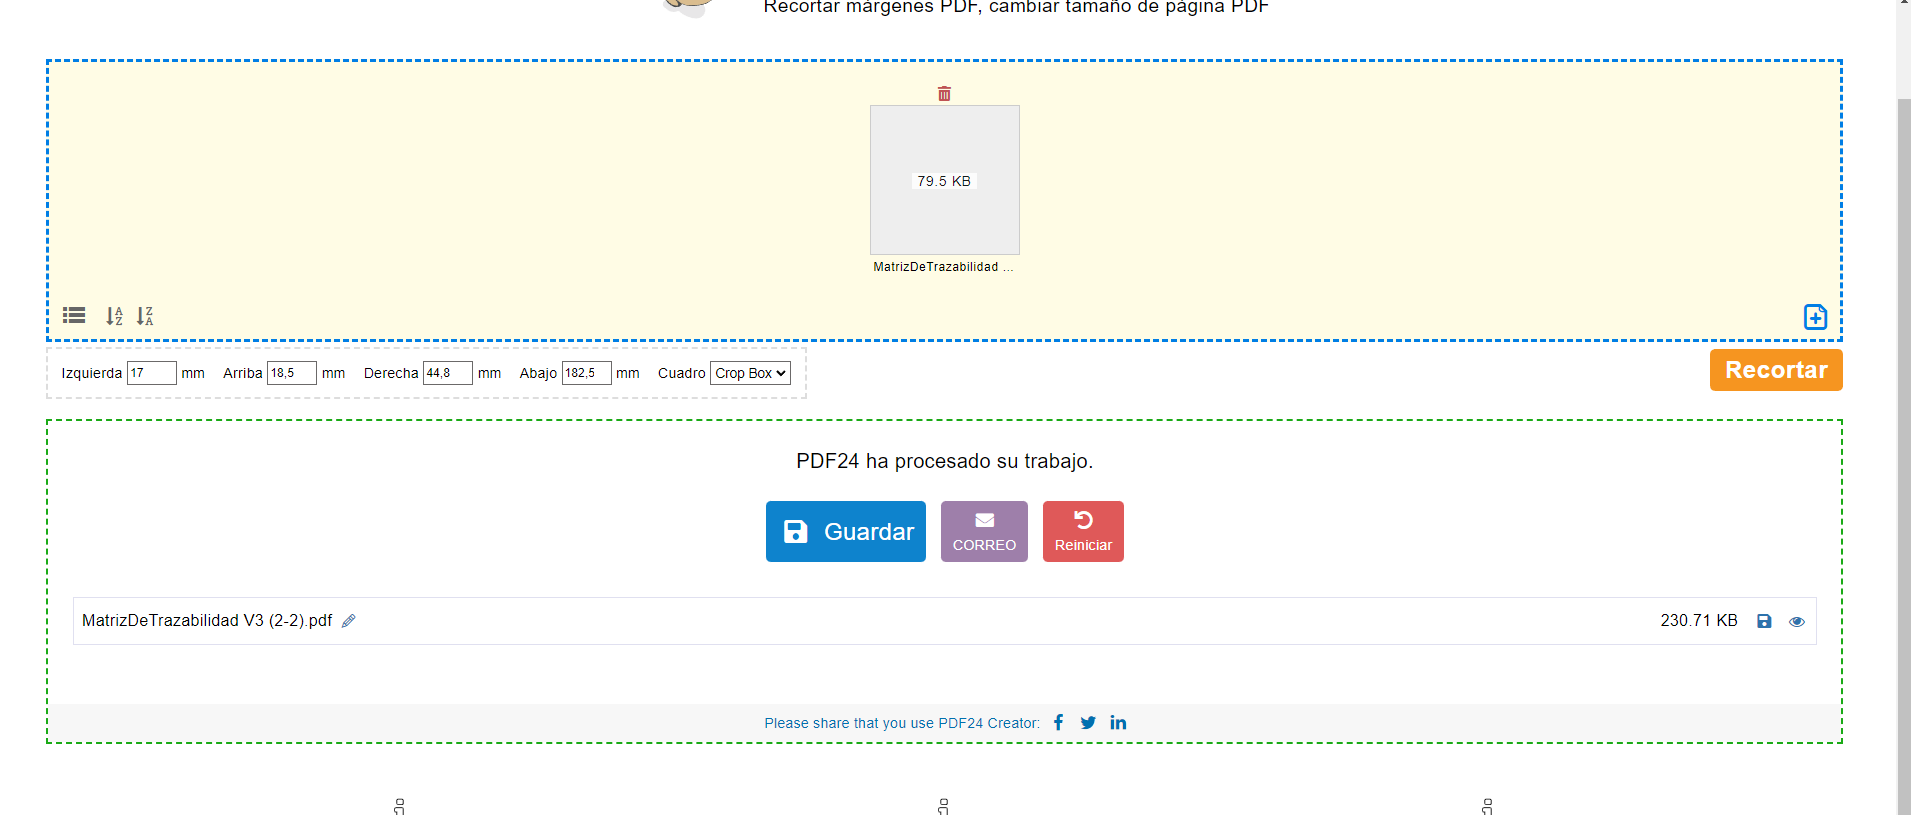 Recortar márgenes PDF, cambiar tamaño de página PDF
79.5 KB
MatrizDeTrazabilidad ...
Izquierda 17 mm Arriba 18,5 mm Derecha 44,8 mm Abajo 182,5 mm Cuadro Crop Box
Recortar
PDF24 ha procesado su trabajo.
Guardar
CORREO
Reiniciar
MatrizDeTrazabilidad V3 (2-2).pdf 230.71 KB
Please share that you use PDF24 Creator: